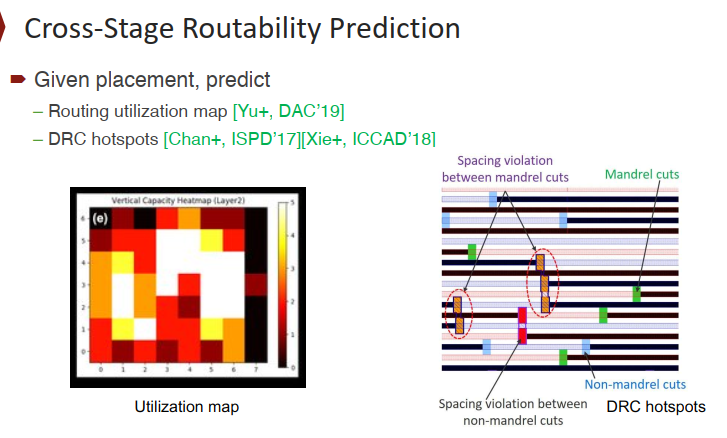 Cross-Stage Routability Prediction
Given placement, predict
– Routing utilization map [Yu+, DAC’19]
– DRC hotspots [Chan+, ISPD’17][Xie+, ICCAD’18]
Vertical Capacity Heatmap (Layer2)
(e)
6
5
4
3
2
1
0
0 1 2 3 4 5 6 7
5
4
3
2
1
0
Utilization map
Spacing violation
between mandrel cuts
Mandrel cuts
Non-mandrel cuts
Spacing violation between
non-mandrel cuts
DRC hotspots